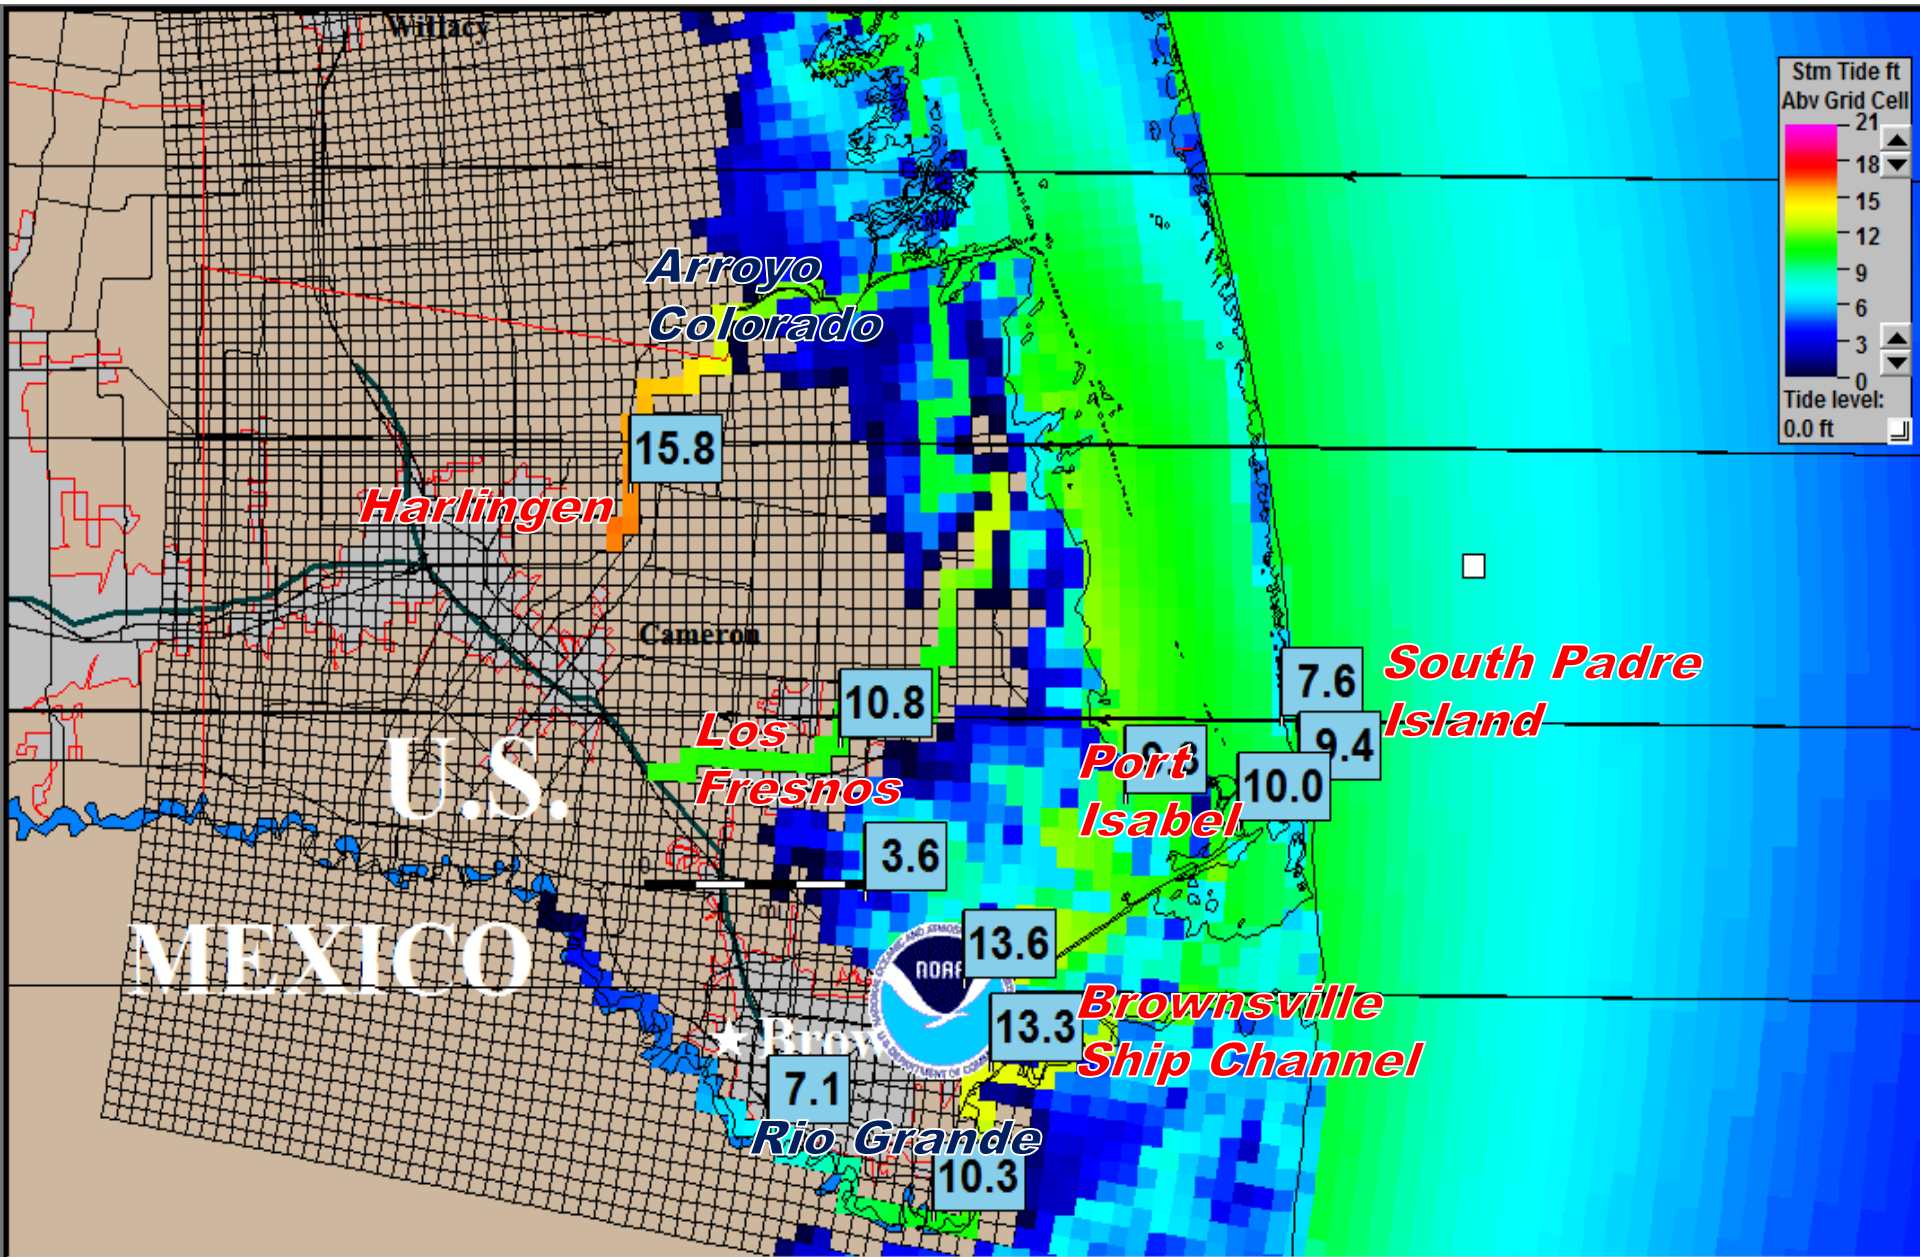 Willacy
Stm Tide ft
Abv Grid Cell
21
18
15
12
9
6
3
0
Tide level:
0.0 ft
Arroyo
Colorado
15.8
Harlingen
Cameron
7.6
South Padre
Island
10.8
9.4
Los
Fresnos
Port
Isabel
10.0
U.S.
3.6
mi
MEXICO
13.6
NOAA
13.3
Brownsville
Ship Channel
7.1
Rio Grande
10.3